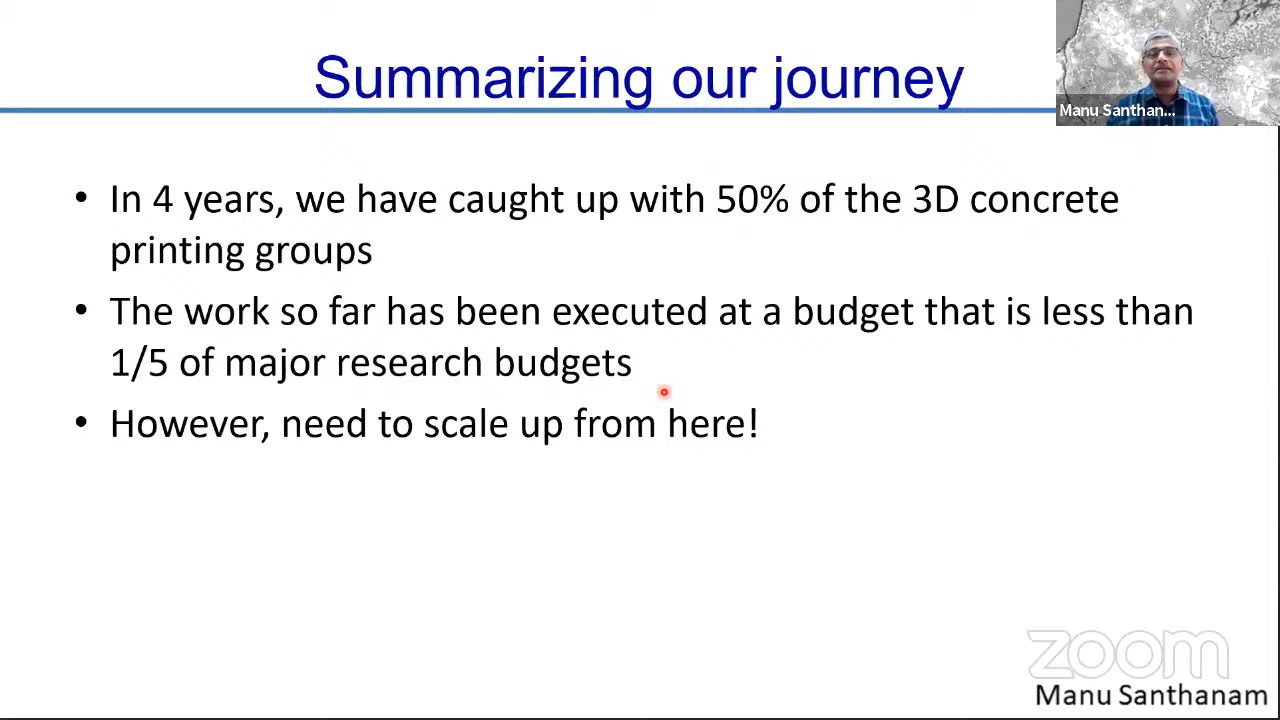 Summarizing our journey
Manu Santhan...
• In 4 years, we have caught up with 50% of the 3D concrete
printing groups
• The work so far has been executed at a budget that is less than
1/5 of major research budgets
• However, need to scale up from here!
zoom
Manu Santhanam